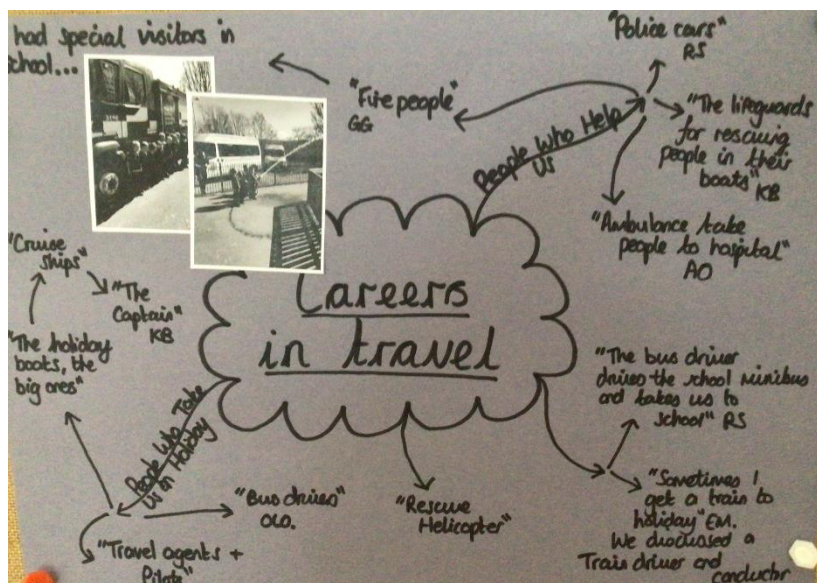 had special visitors in
school...
"Fire people"
GG
People Who Help
Us
"Police cars"
RS
"The lifeguards
for rescuing
people in their
boats"
KB
"Ambulance take
people to hospital"
AO
Careers
in travel
"Cruise
ships"
"The
Captain"
KB
"The holiday
boats, the
big ones"
People Who Take
Us on Holiday
"Bus driver"
OLO.
"Travel agents +
Pilots"
"Rescue
Helicopter"
"The bus driver
drives the school minibus
and takes us to
school" RS
"Sometimes I
get a train to
holiday" EM.
We discussed a
Train driver and
conductor